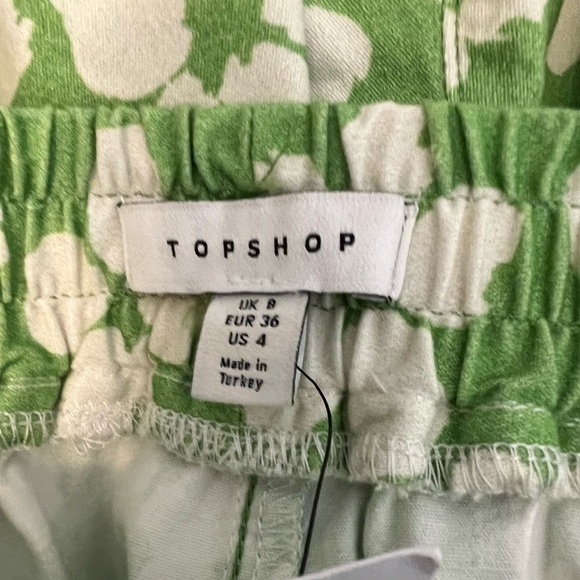 TOPSHOP
UK 8
EUR 36
US 4
Made in
Turkey